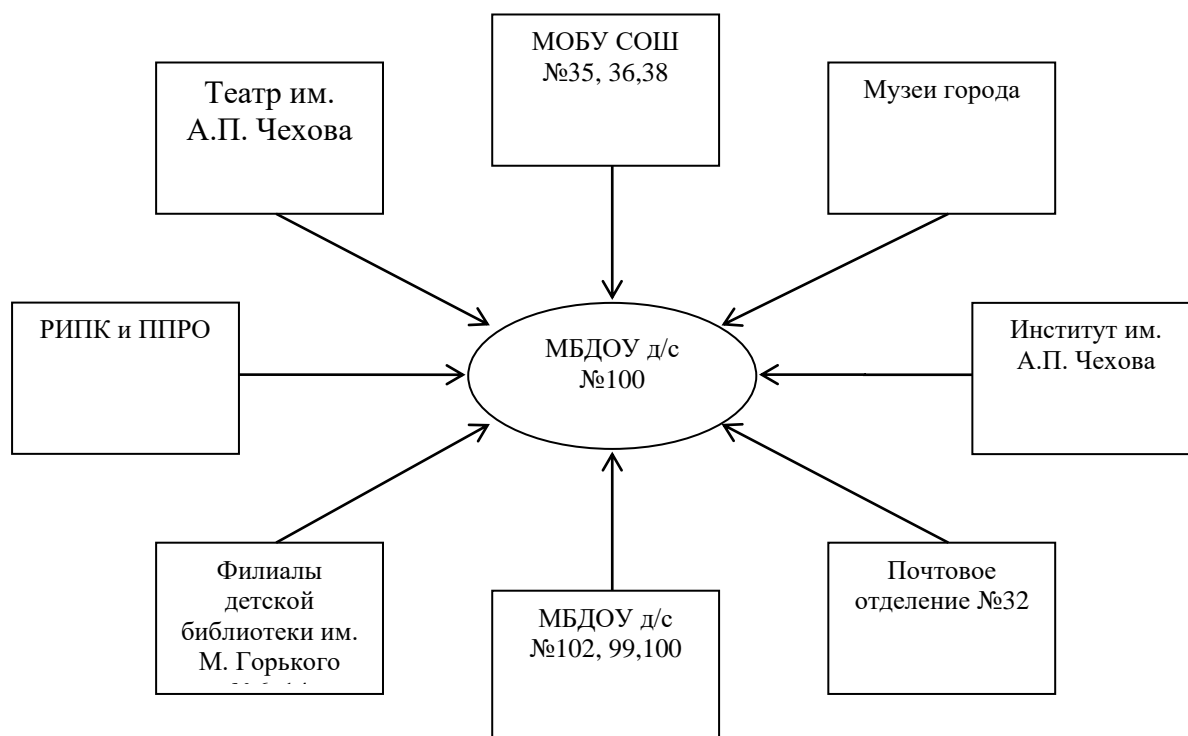 МОБУ СОШ
№35, 36,38
Театр им.
А.П. Чехова
Музеи города
РИПК и ППРО
МБДОУ д/с
№100
Институт им.
А.П. Чехова
Филиалы
детской
библиотеки им.
М. Горького
МБДОУ д/с
№102, 99,100
Почтовое
отделение №32